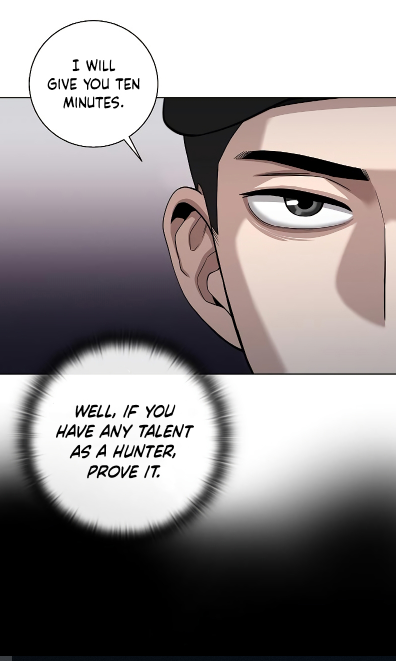 I WILL
GIVE YOU TEN
MINUTES.
WELL, IF YOU
HAVE ANY TALENT
AS A HUNTER,
PROVE IT.